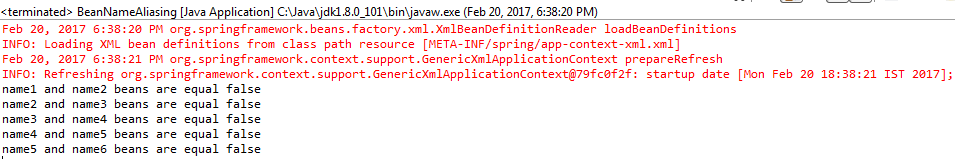 <terminated> BeanNameAliasing [Java Application] C:\Java\jdk1.8.0_101\bin\javaw.exe (Feb 20, 2017, 6:38:20 PM)
Feb 20, 2017 6:38:20 PM org.springframework.beans.factory.xml.XmlBeanDefinitionReader loadBeanDefinitions
INFO: Loading XML bean definitions from class path resource [META-INF/spring/app-context-xml.xml]
Feb 20, 2017 6:38:21 PM org.springframework.context.support.GenericXmlApplicationContext prepareRefresh
INFO: Refreshing org.springframework.context.support.GenericXmlApplicationContext@79fc0f2f: startup date [Mon Feb 20 18:38:21 IST 2017];
name1 and name2 beans are equal false
name2 and name3 beans are equal false
name3 and name4 beans are equal false
name4 and name5 beans are equal false
name5 and name6 beans are equal false